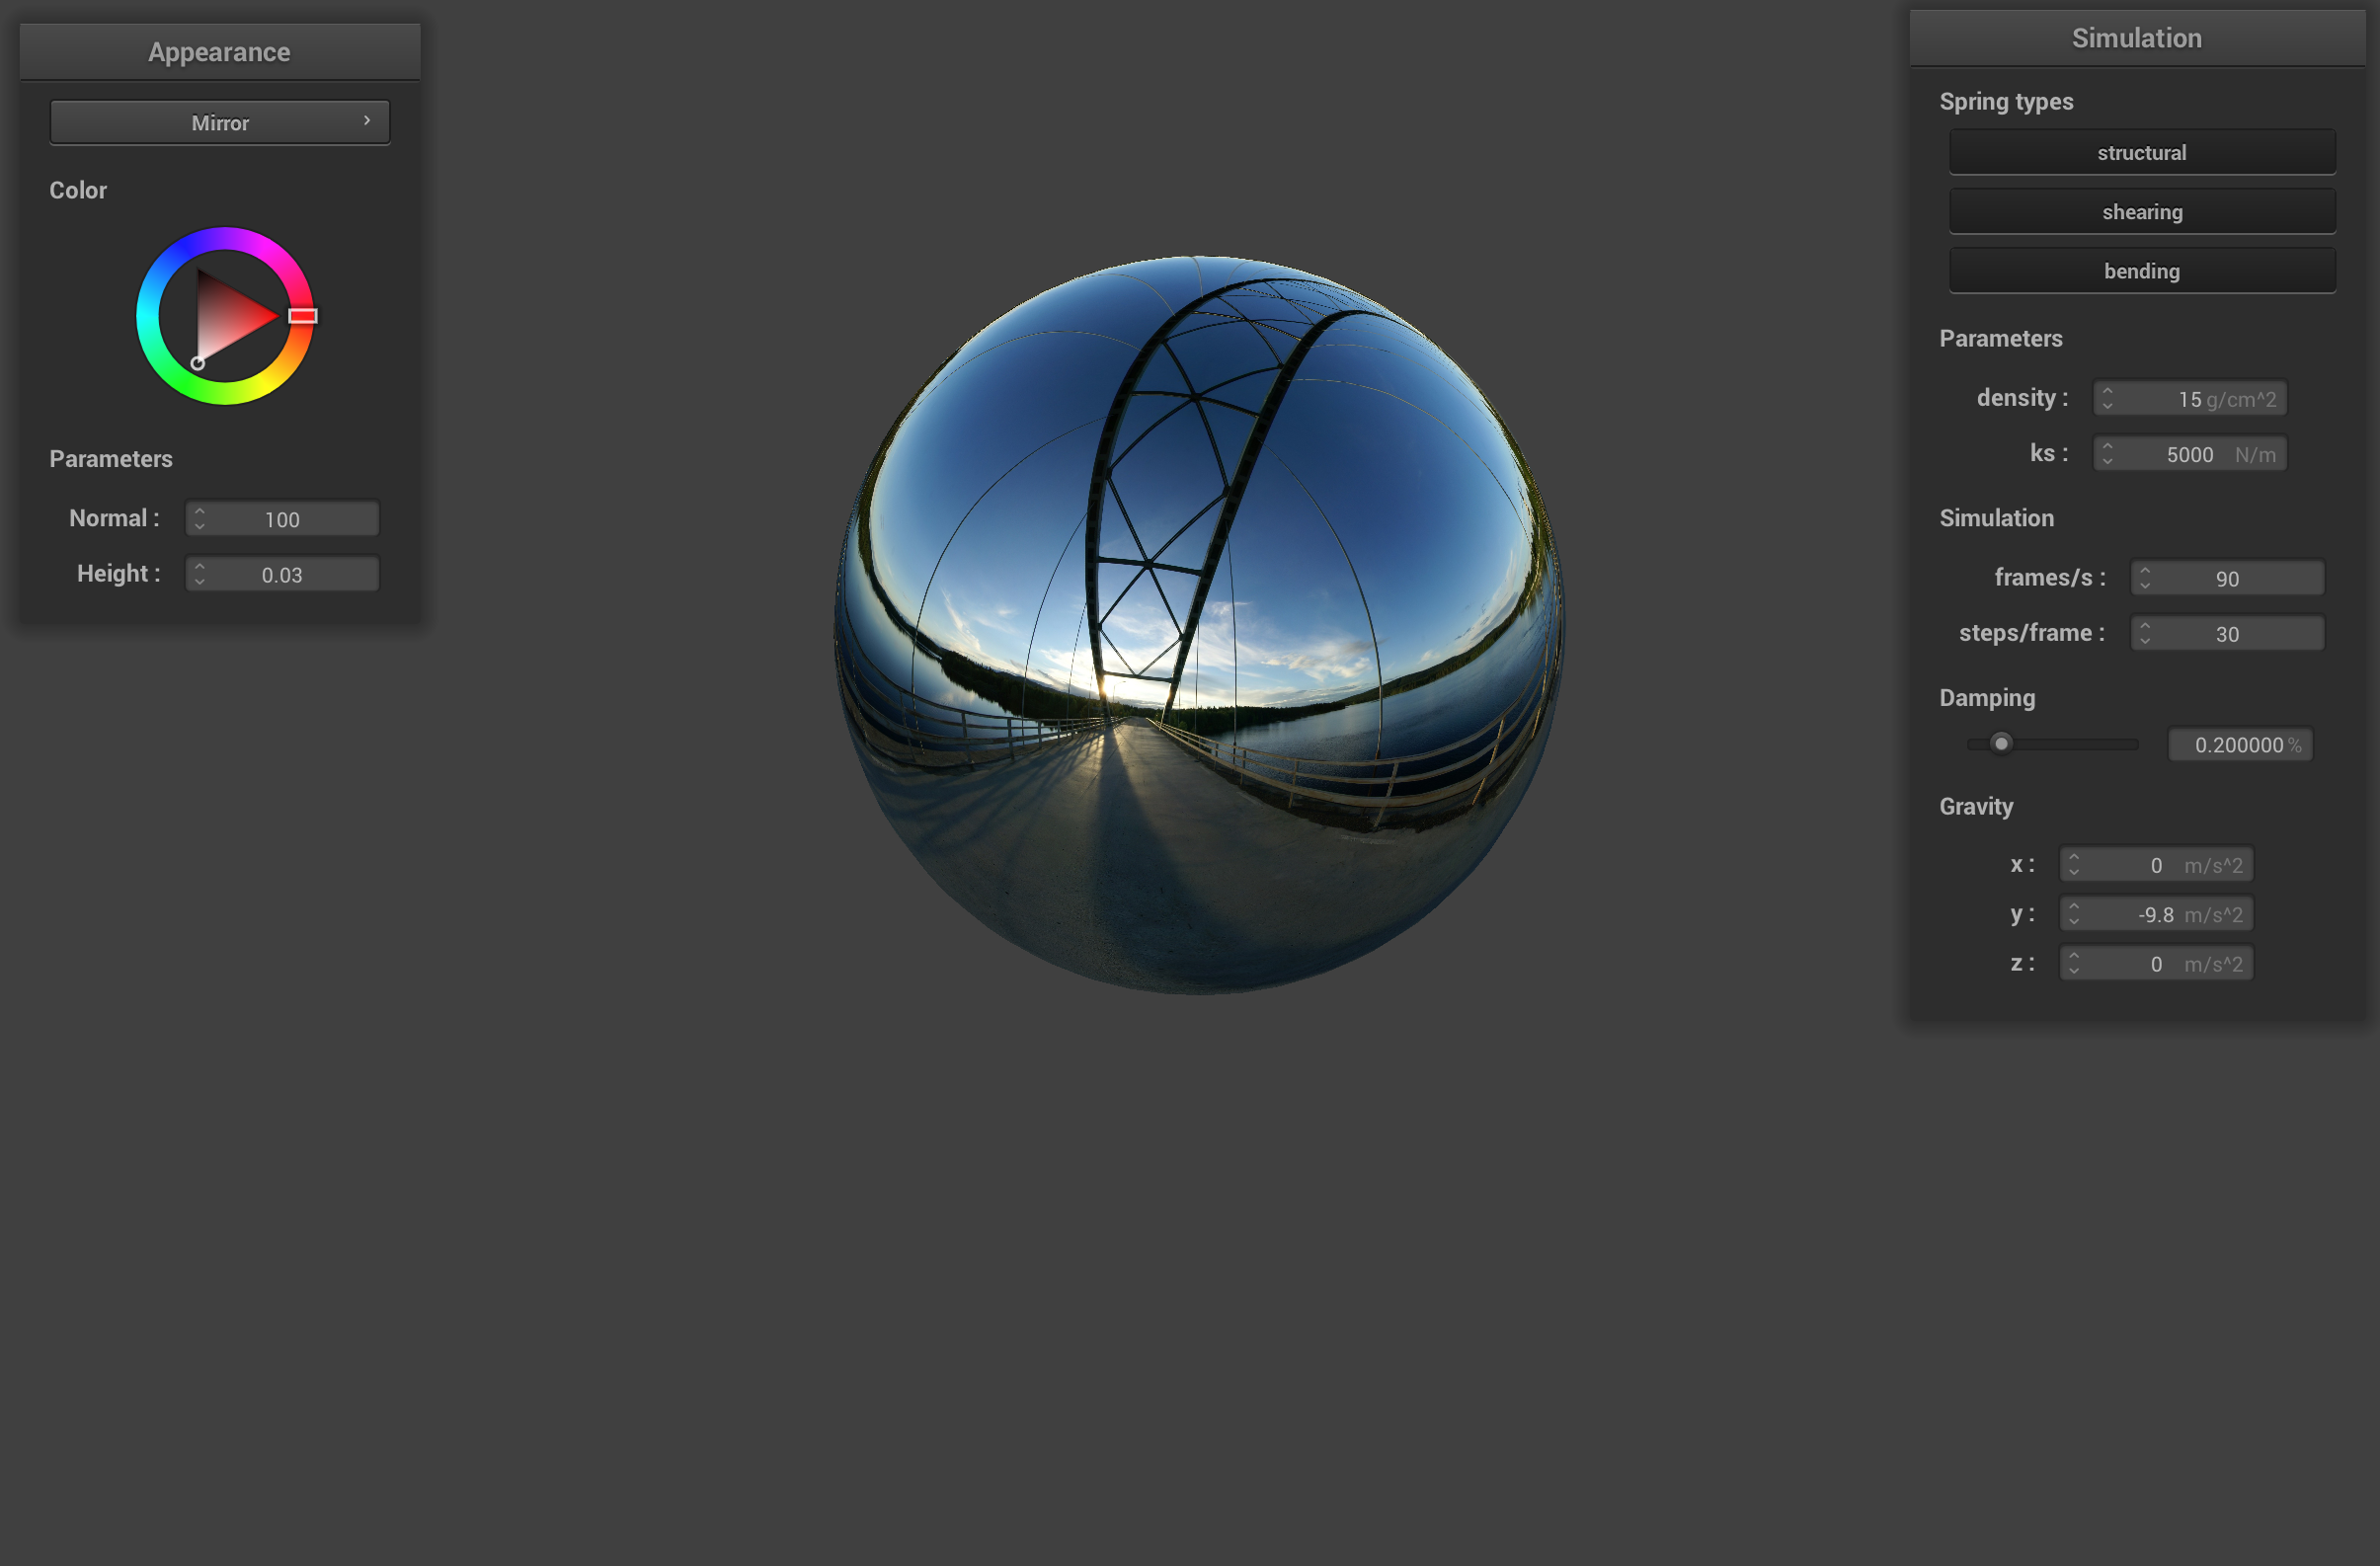 Appearance
Mirror
Color
Parameters
Normal : 100
Height : 0.03
Simulation
Spring types
structural
shearing
bending
Parameters
density : 15 g/cm^2
ks : 5000 N/m
Simulation
frames/s : 90
steps/frame : 30
Damping
0.200000 %
Gravity
x : 0 m/s^2
y : -9.8 m/s^2
z : 0 m/s^2